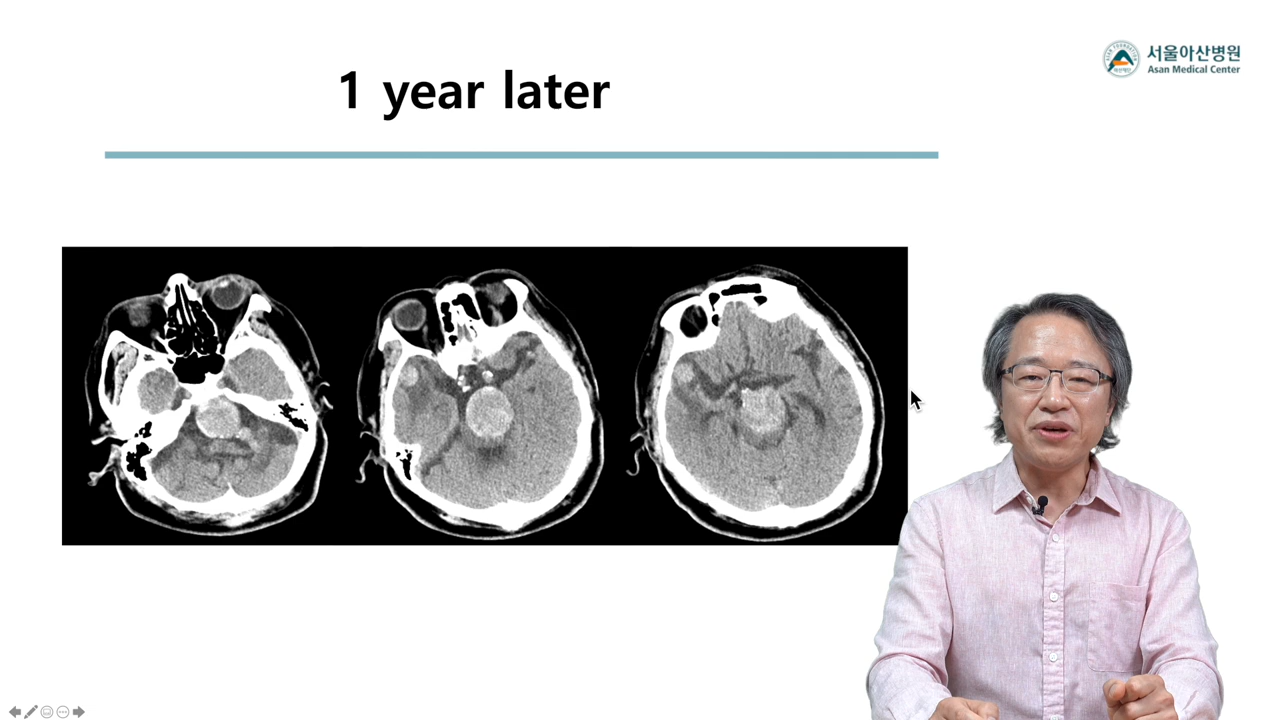 1 year later
서울아산병원
Asan Medical Center